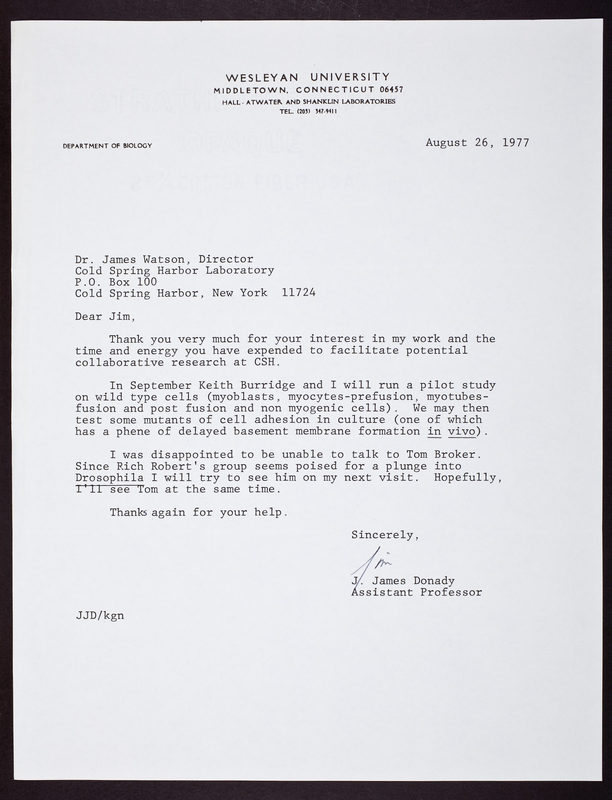 WESLEYAN UNIVERSITY
MIDDLETOWN, CONNECTICUT 06457
HALL-ATWATER AND SHANKLIN LABORATORIES
TEL. (203) 347-9411
DEPARTMENT OF BIOLOGY
August 26, 1977
Dr. James Watson, Director
Cold Spring Harbor Laboratory
P.O. Box 100
Cold Spring Harbor, New York 11724
Dear Jim,
Thank you very much for your interest in my work and the
time and energy you have expended to facilitate potential
collaborative research at CSH.
In September Keith Burridge and I will run a pilot study
on wild type cells (myoblasts, myocytes-prefusion, myotubes-
fusion and post fusion and non myogenic cells). We may then
test some mutants of cell adhesion in culture (one of which
has a phene of delayed basement membrane formation in vivo).
I was disappointed to be unable to talk to Tom Broker.
Since Rich Robert's group seems poised for a plunge into
Drosophila I will try to see him on my next visit. Hopefully,
I'll see Tom at the same time.
Thanks again for your help.
Sincerely,
Jim
J. James Donady
Assistant Professor
JJD/kgn